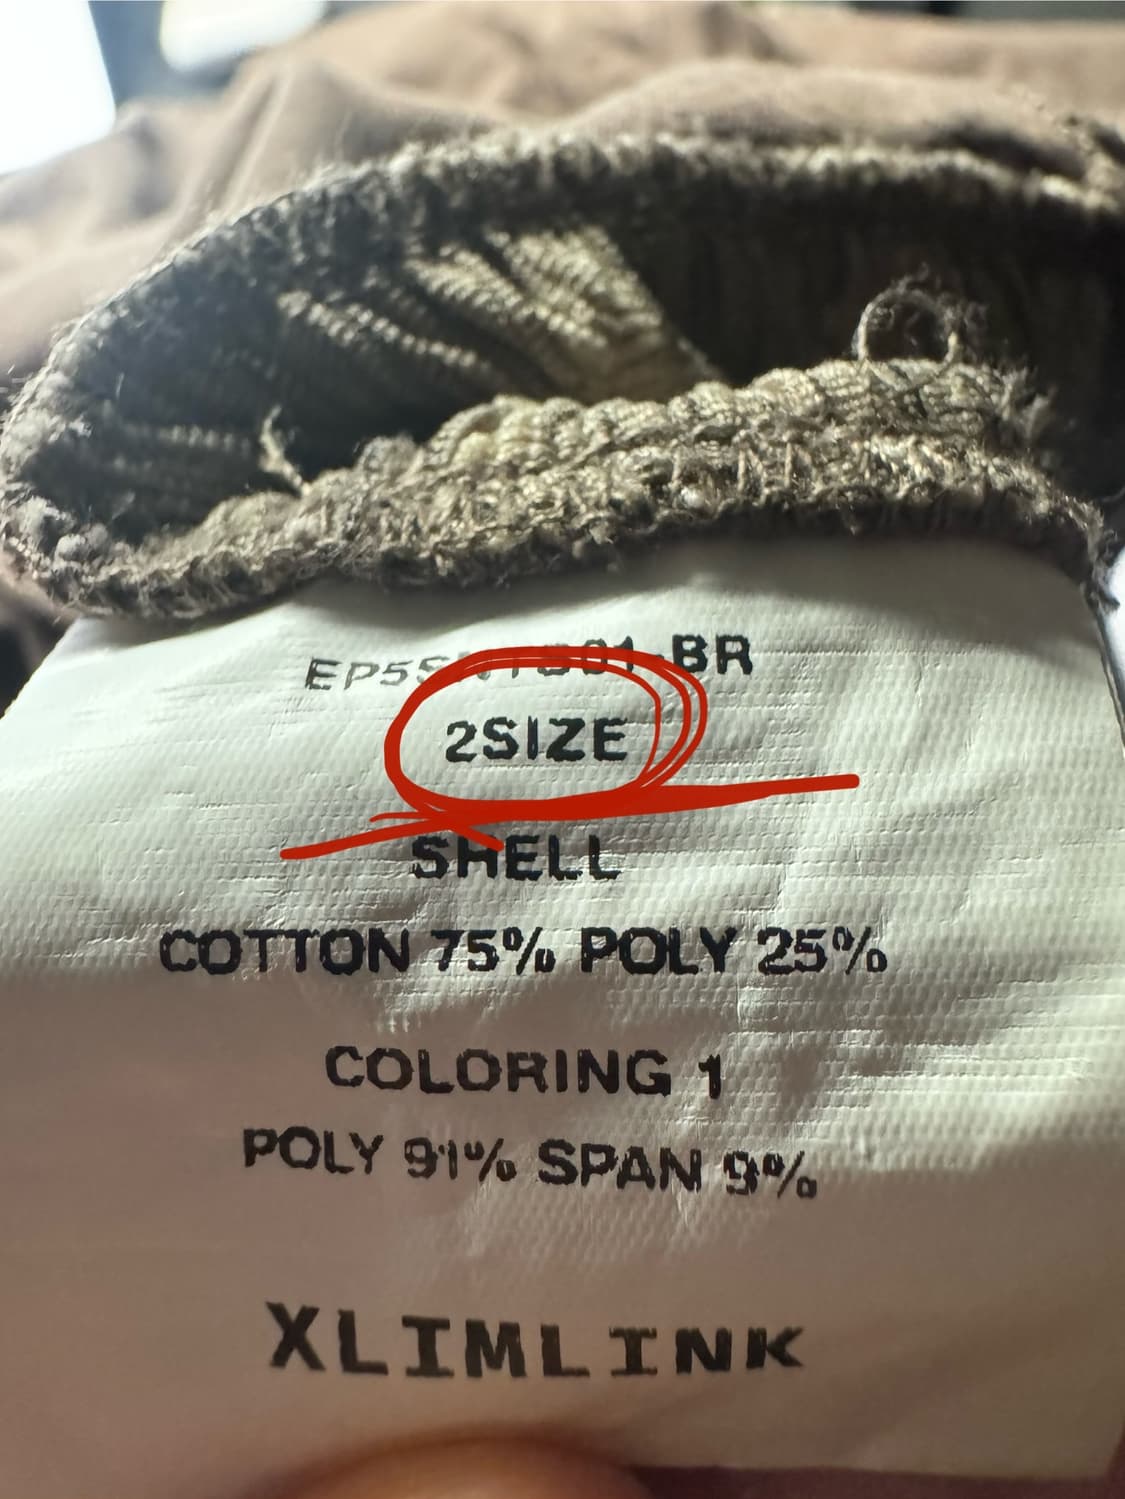 2SIZE
SHELL
COTTON 75% POLY 25%
COLORING 1
POLY 91% SPAN 9%
XLIMLINK